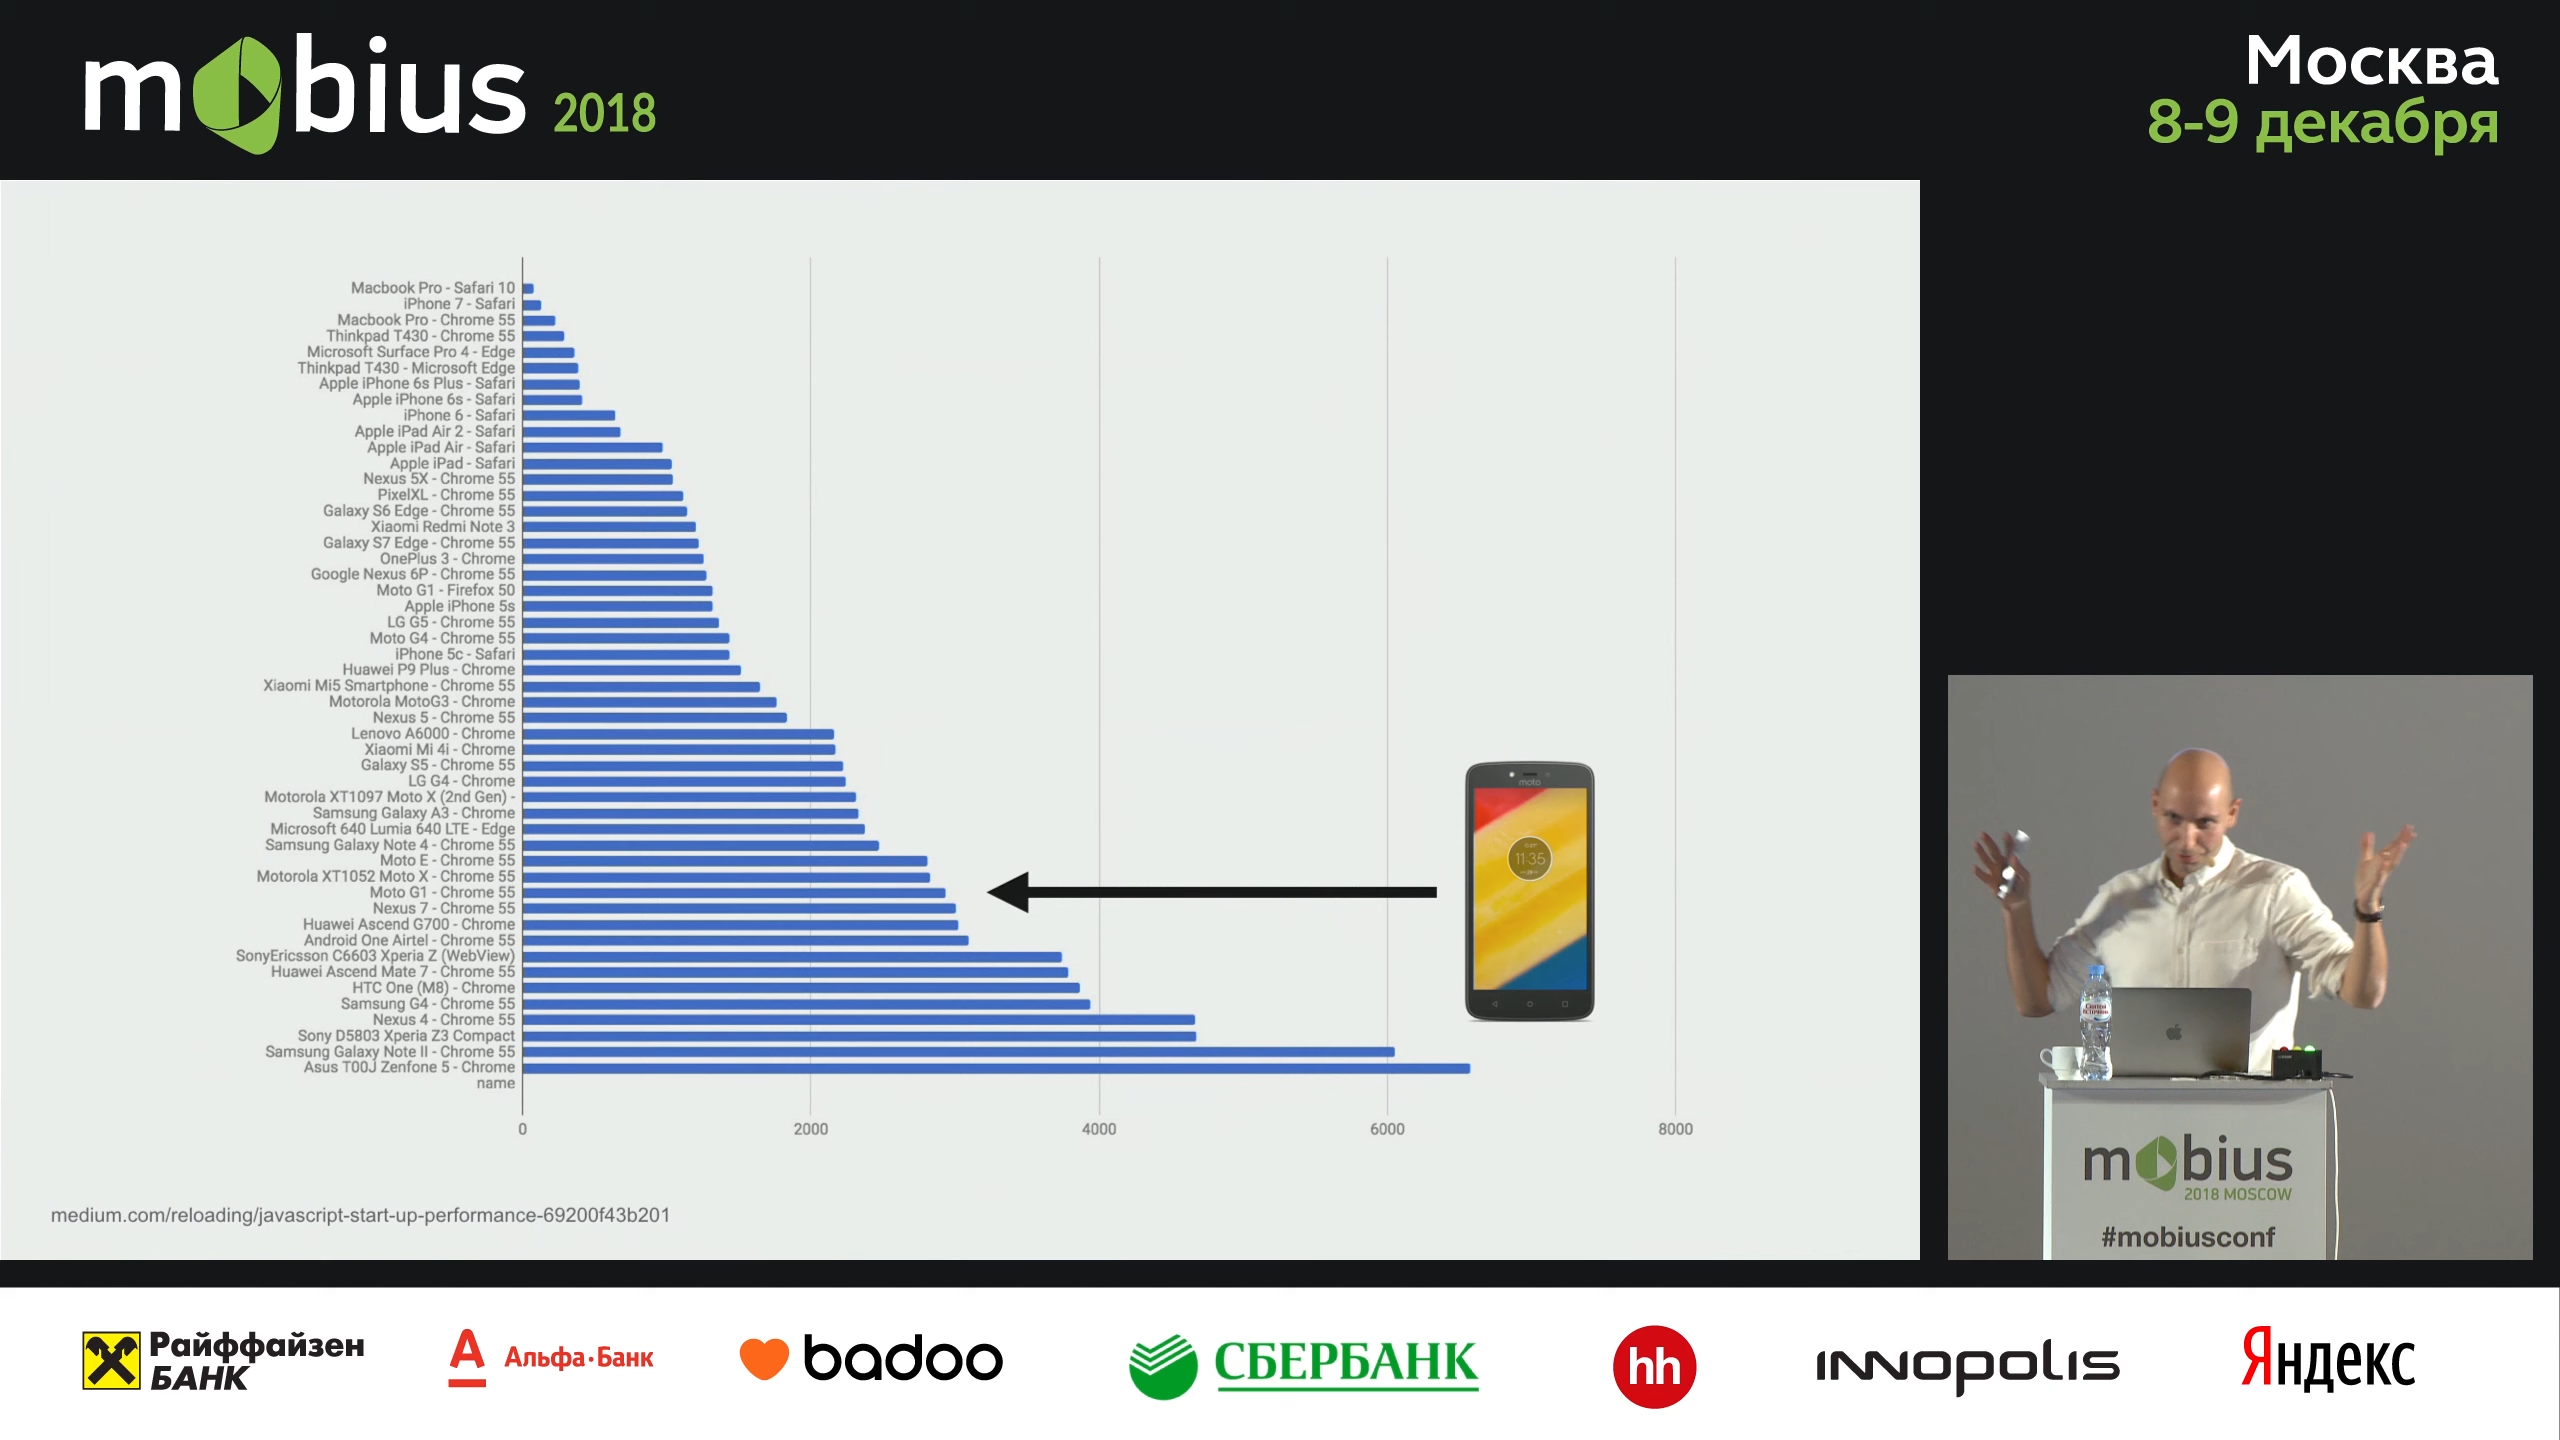 mobius 2018
Москва
8-9 декабря
Macbook Pro - Safari 10
iPhone 7 - Safari
Macbook Pro - Chrome 55
Thinkpad T430 - Chrome 55
Microsoft Surface Pro 4 - Edge
Thinkpad T430 - Microsoft Edge
Apple iPhone 6s Plus - Safari
Apple iPhone 6s - Safari
iPhone 6 - Safari
Apple iPad Air 2 - Safari
Apple iPad Air - Safari
Apple iPad - Safari
Nexus 5X - Chrome 55
PixelXL - Chrome 55
Galaxy S6 Edge - Chrome 55
Xiaomi Redmi Note 3
Galaxy S7 Edge - Chrome 55
OnePlus 3 - Chrome
Google Nexus 6P - Chrome 55
Moto G1 - Firefox 50
Apple iPhone 5s
LG G5 - Chrome 55
Moto G4 - Chrome 55
iPhone 5c - Safari
Huawei P9 Plus - Chrome
Xiaomi Mi5 Smartphone - Chrome 55
Motorola MotoG3 - Chrome
Nexus 5 - Chrome 55
Lenovo A6000 - Chrome
Xiaomi Mi 4i - Chrome
Galaxy S5 - Chrome 55
LG G4 - Chrome
Motorola XT1097 Moto X (2nd Gen) -
Samsung Galaxy A3 - Chrome
Microsoft 640 Lumia 640 LTE - Edge
Samsung Galaxy Note 4 - Chrome 55
Moto E - Chrome 55
Motorola XT1052 Moto X - Chrome 55
Moto G1 - Chrome 55
Nexus 7 - Chrome 55
Huawei Ascend G700 - Chrome
Android One Airtel - Chrome 55
SonyEricsson C6603 Xperia Z (WebView)
Huawei Ascend Mate 7 - Chrome 55
HTC One (M8) - Chrome
Samsung G4 - Chrome 55
Nexus 4 - Chrome 55
Sony D5803 Xperia Z3 Compact
Samsung Galaxy Note II - Chrome 55
Asus T00J Zenfone 5 - Chrome
name
0 2000 4000 6000 8000
moto
11:35
medium.com/reloading/javascript-start-up-performance-69200f43b201
mobius
2018 MOSCOW
#mobiusconf
Райффайзен
БАНК
Альфа·Банк
badoo
СБЕРБАНК
hh
INNOPOLIS
Яндекс